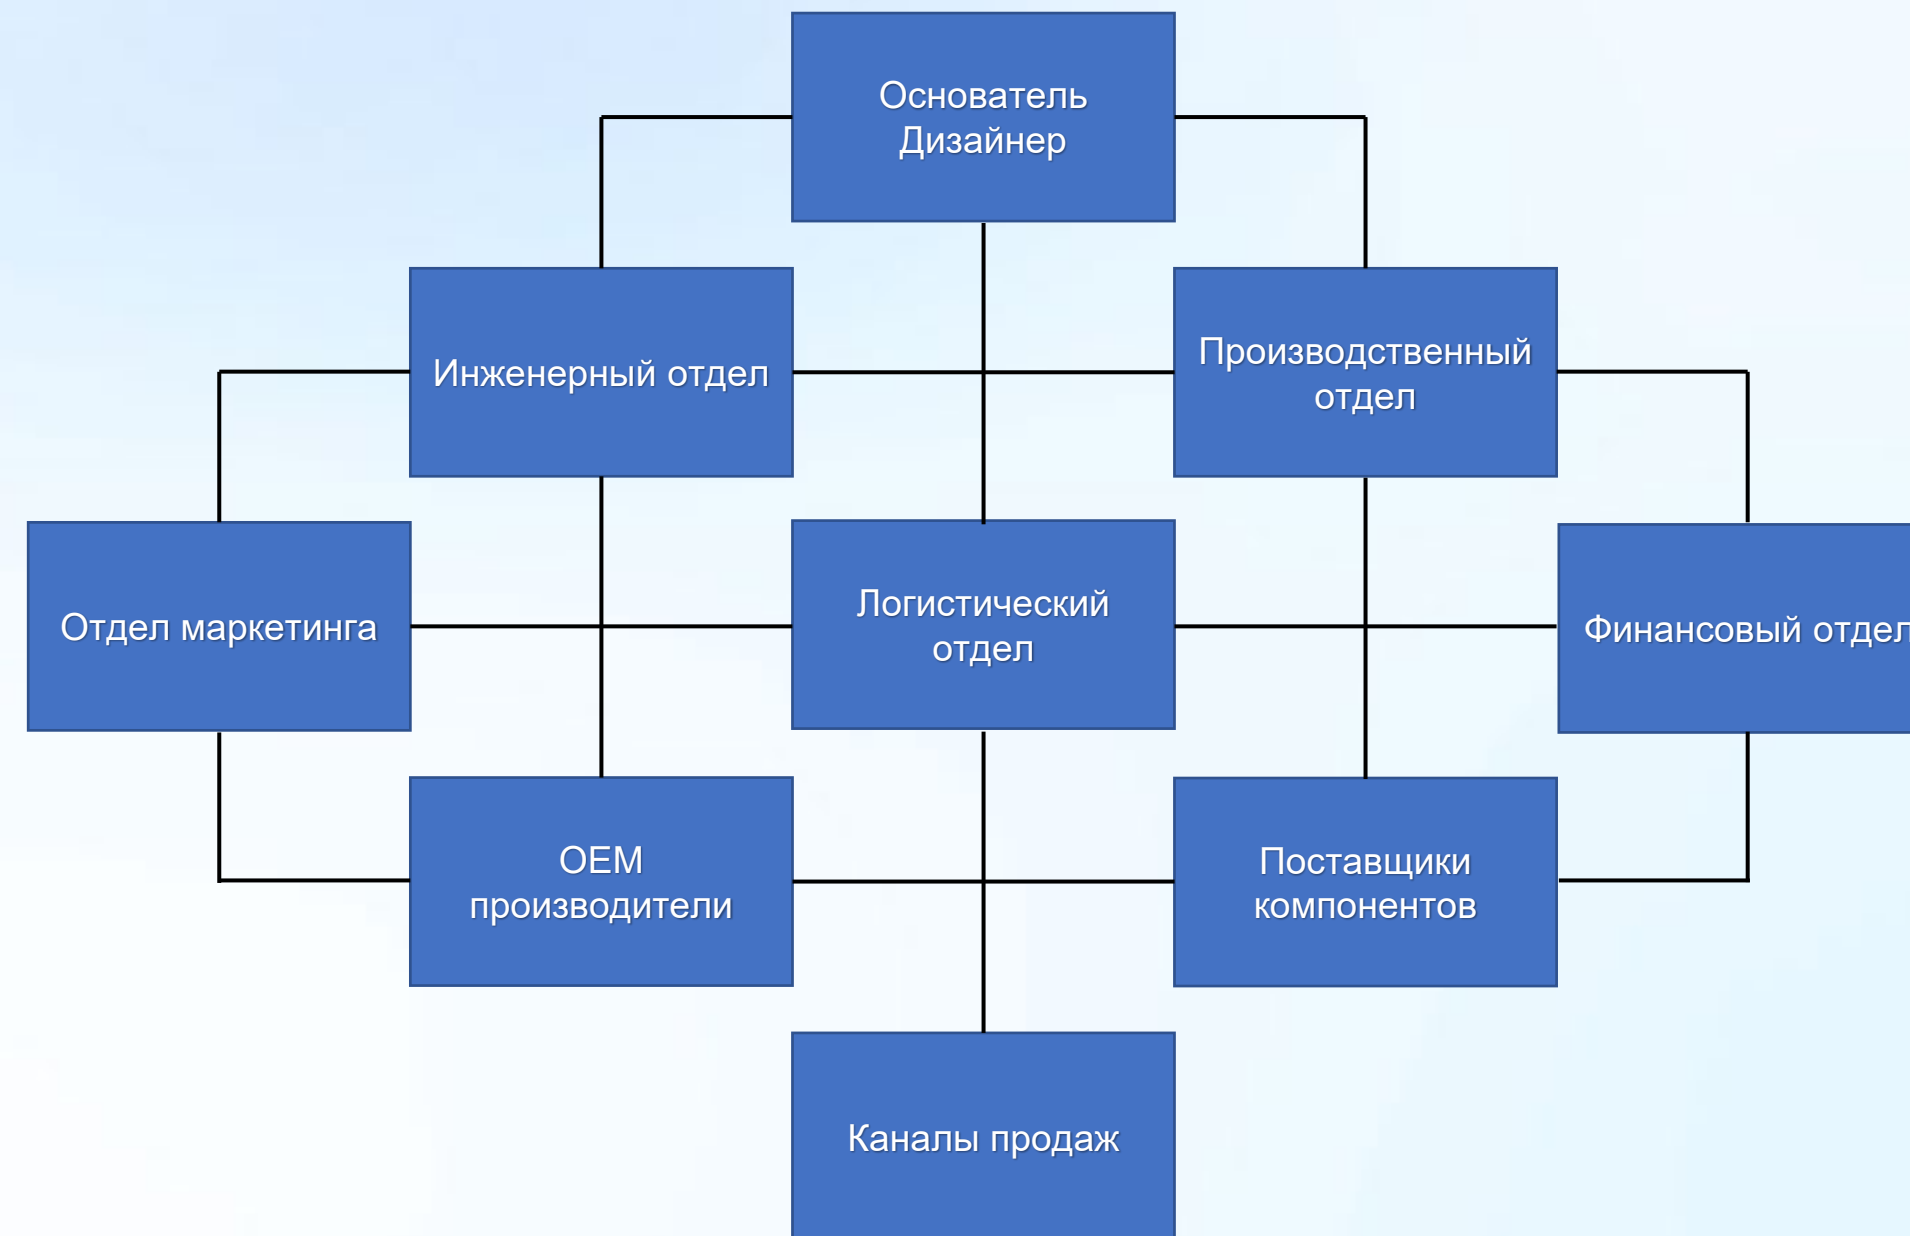 Основатель
Дизайнер
Инженерный отдел
Производственный
отдел
Отдел маркетинга
Логистический
отдел
Финансовый отдел
OEM
производители
Поставщики
компонентов
Каналы продаж